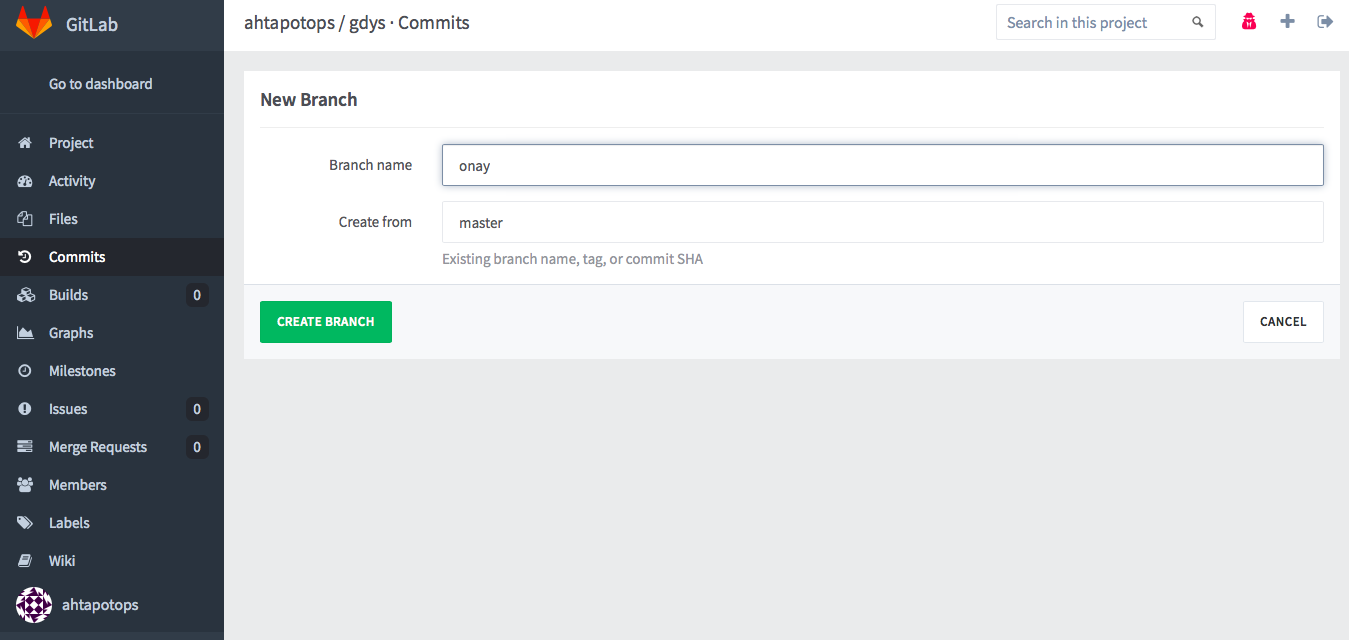 GitLab
ahtapotops / gdys · Commits
Search in this project
Go to dashboard
Project
Activity
Files
Commits
Builds 0
Graphs
Milestones
Issues 0
Merge Requests 0
Members
Labels
Wiki
ahtapotops
New Branch
Branch name onay
Create from master
Existing branch name, tag, or commit SHA
CREATE BRANCH CANCEL